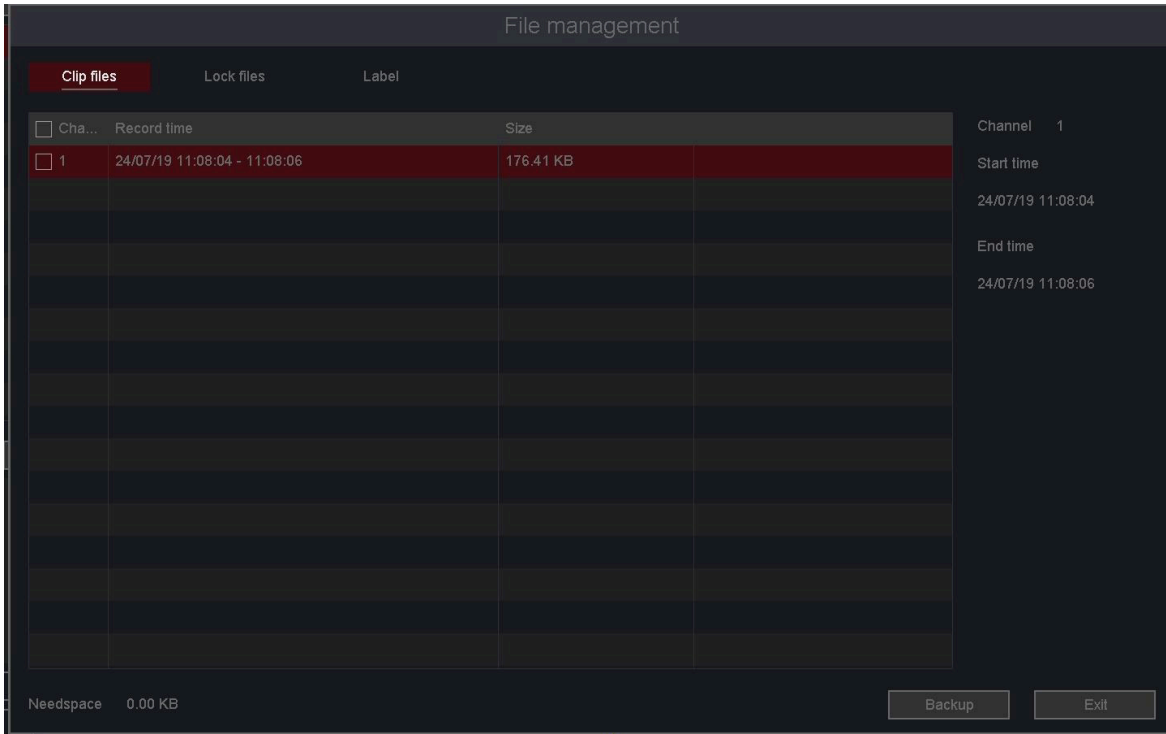 File management
Clip files Lock files Label
Cha... Record time Size
1 24/07/19 11:08:04 - 11:08:06 176.41 KB
Channel 1
Start time
24/07/19 11:08:04
End time
24/07/19 11:08:06
Needspace 0.00 KB
Backup Exit